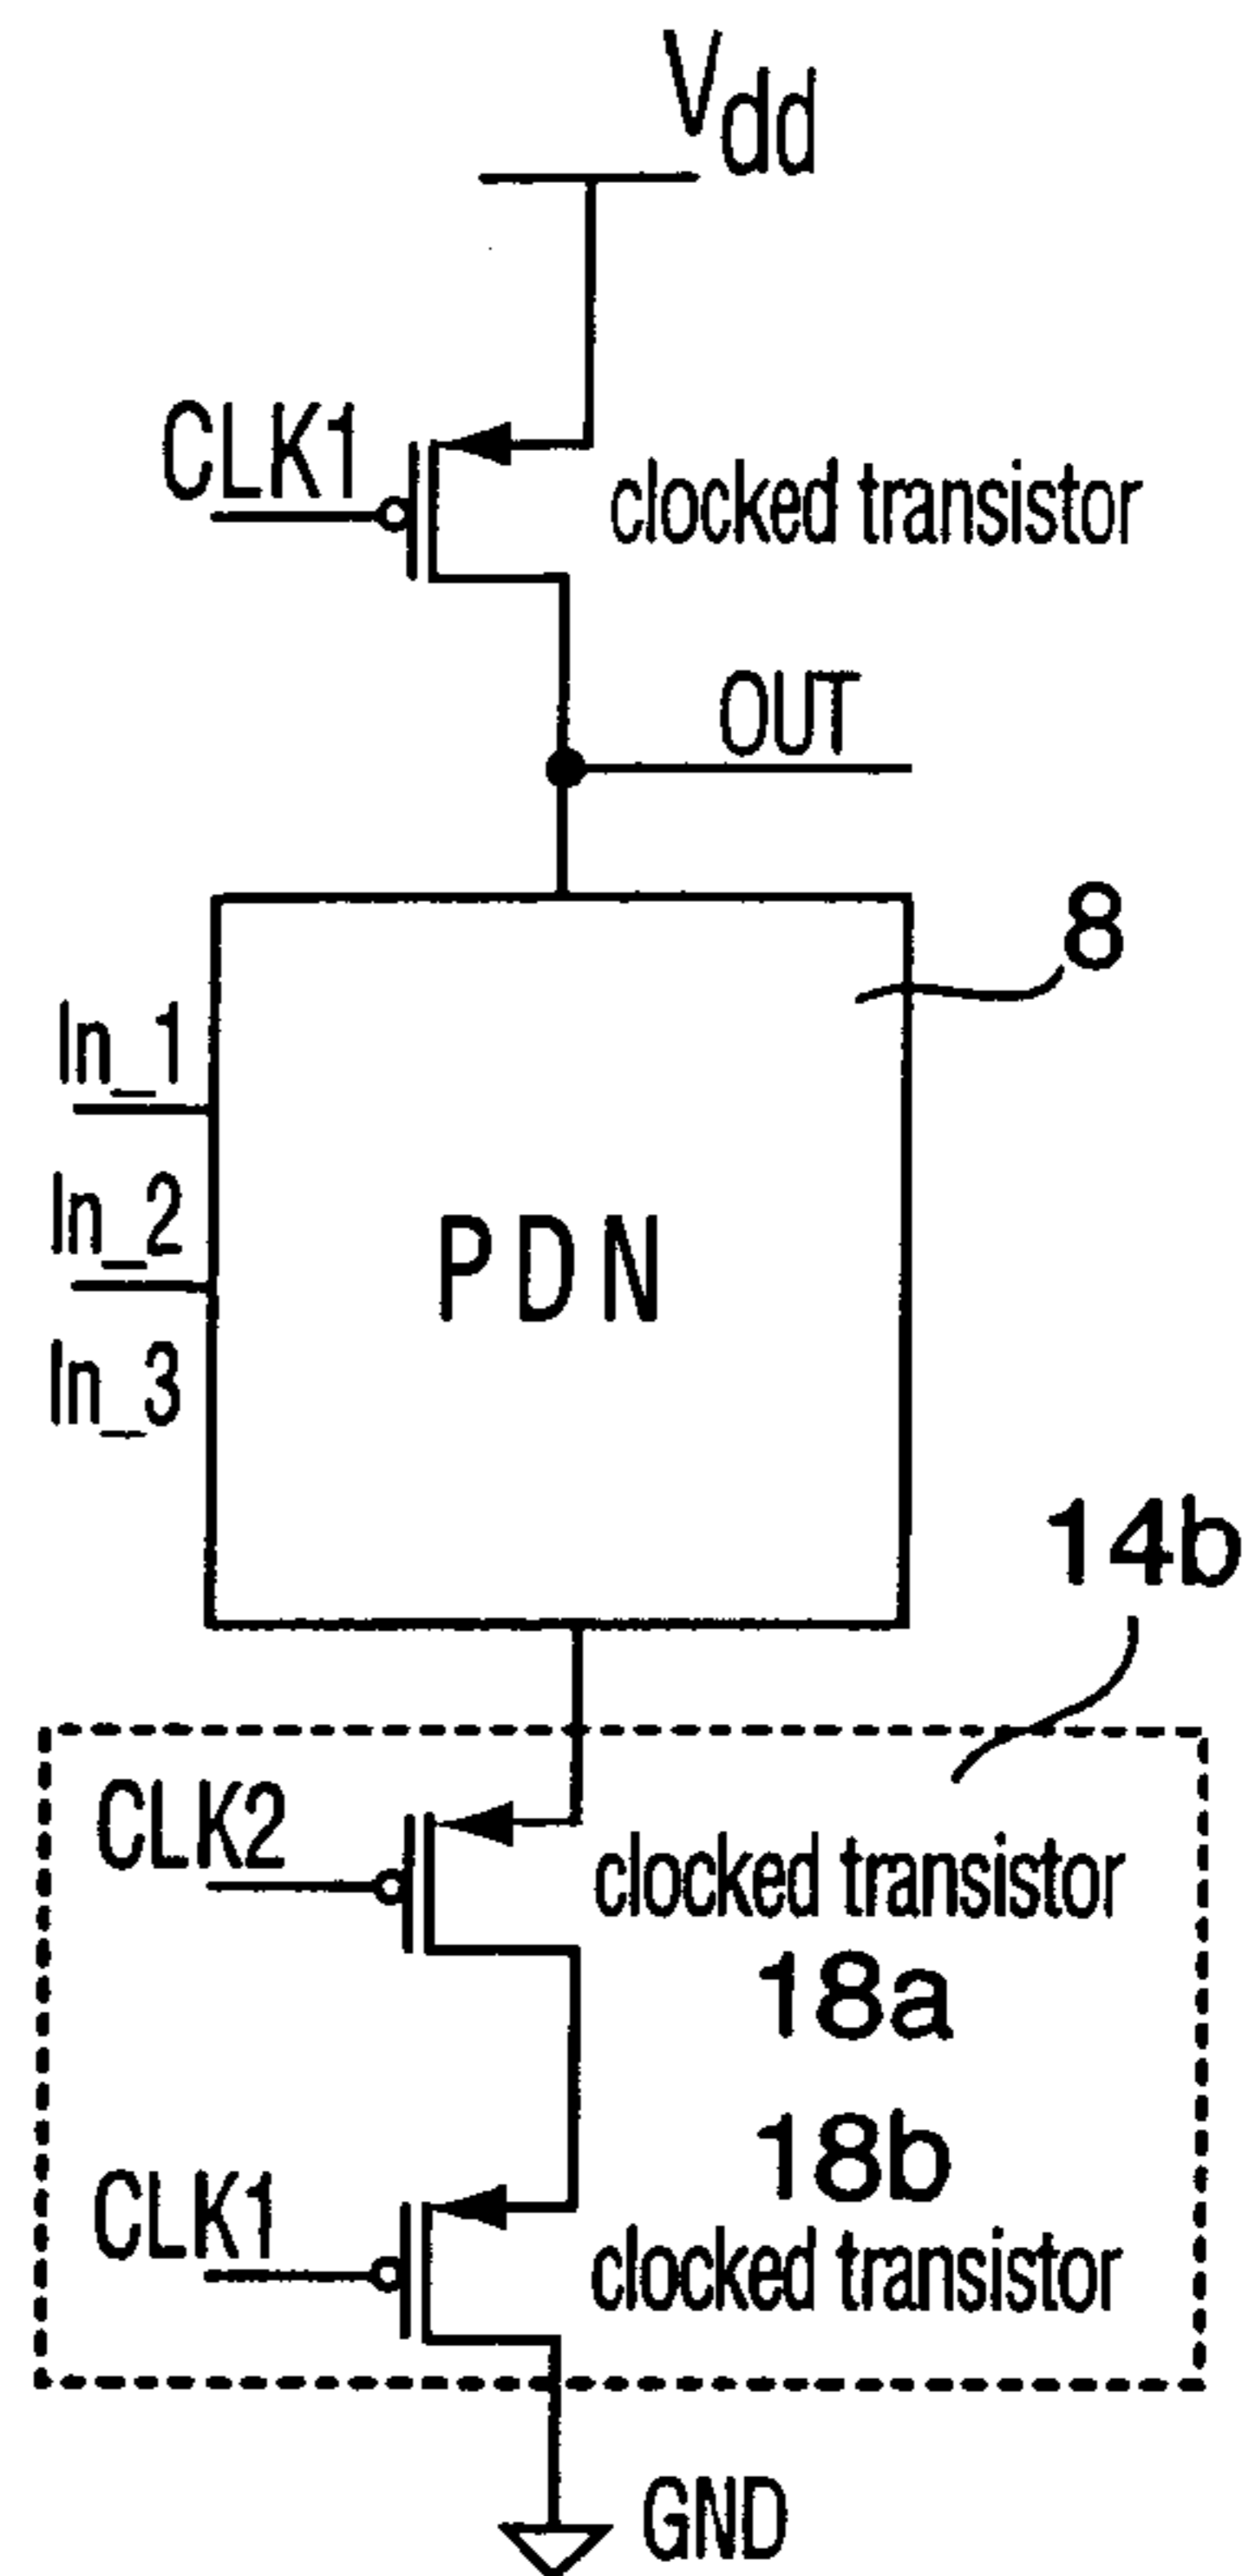 Vdd
CLK1
clocked transistor
OUT
8
In_1
In_2
In_3
PDN
14b
CLK2
clocked transistor
18a
18b
CLK1
clocked transistor
GND